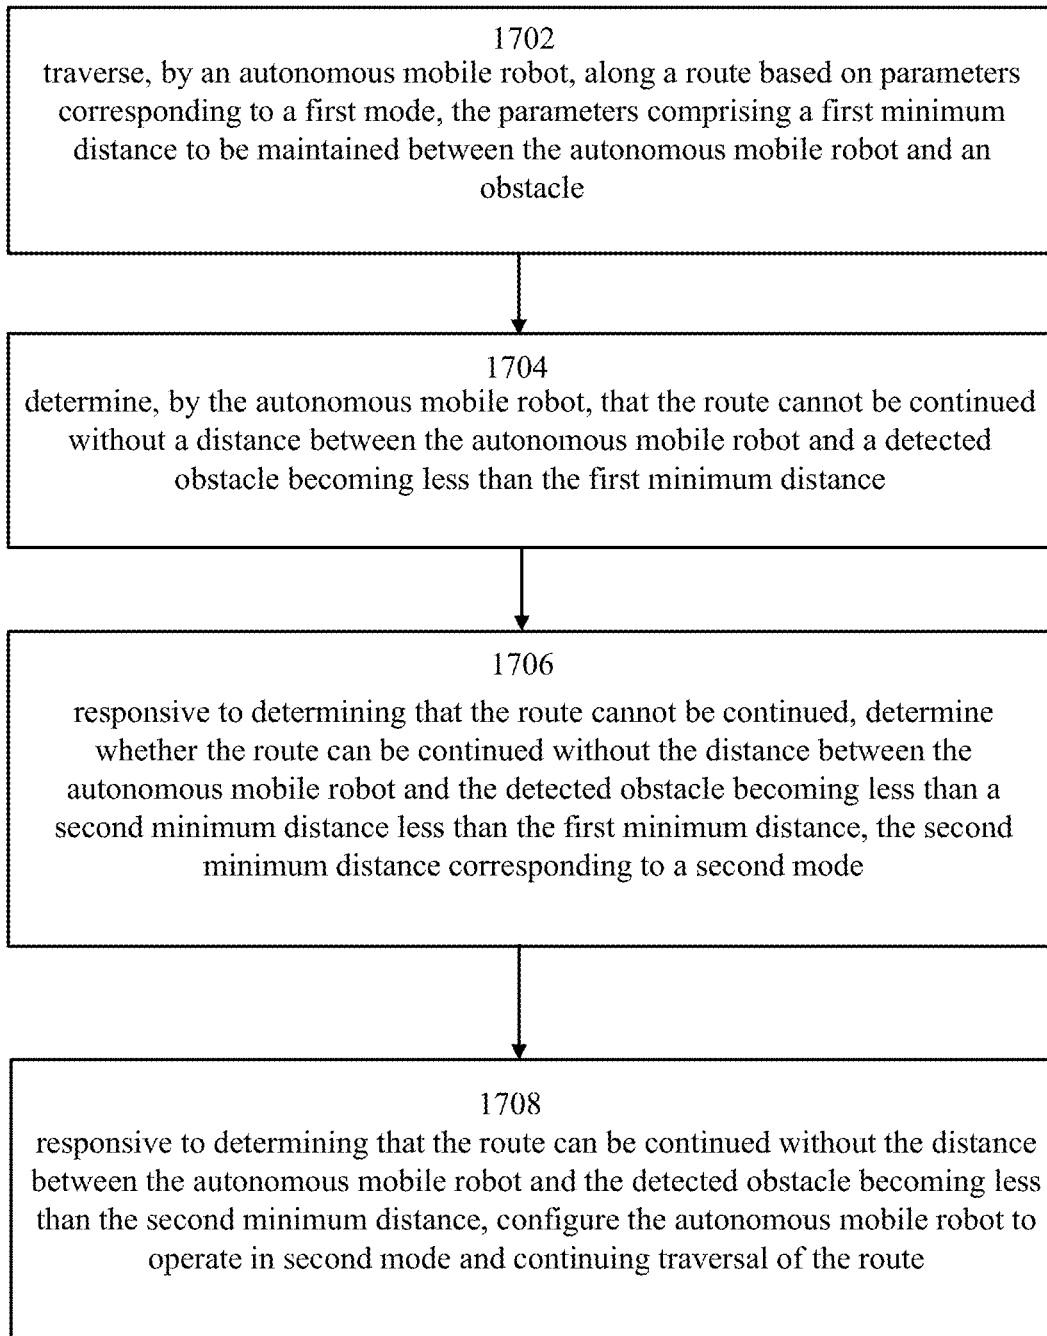 1702
traverse, by an autonomous mobile robot, along a route based on parameters
corresponding to a first mode, the parameters comprising a first minimum
distance to be maintained between the autonomous mobile robot and an
obstacle
1704
determine, by the autonomous mobile robot, that the route cannot be continued
without a distance between the autonomous mobile robot and a detected
obstacle becoming less than the first minimum distance
1706
responsive to determining that the route cannot be continued, determine
whether the route can be continued without the distance between the
autonomous mobile robot and the detected obstacle becoming less than a
second minimum distance less than the first minimum distance, the second
minimum distance corresponding to a second mode
1708
responsive to determining that the route can be continued without the distance
between the autonomous mobile robot and the detected obstacle becoming less
than the second minimum distance, configure the autonomous mobile robot to
operate in second mode and continuing traversal of the route